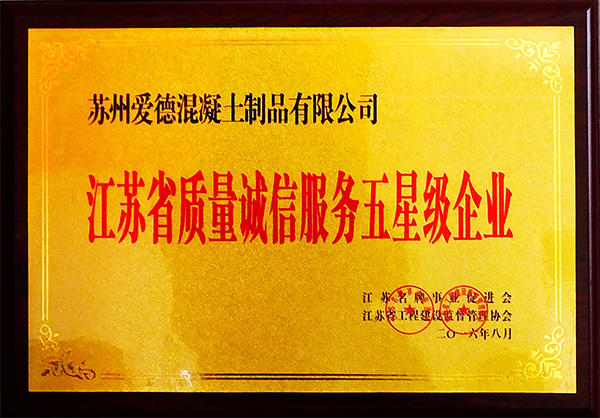 苏州爱德混凝土制品有限公司
江苏省质量诚信服务五星级企业
江苏名牌事业促进会
江苏省工程建设监督管理协会
二〇一六年八月